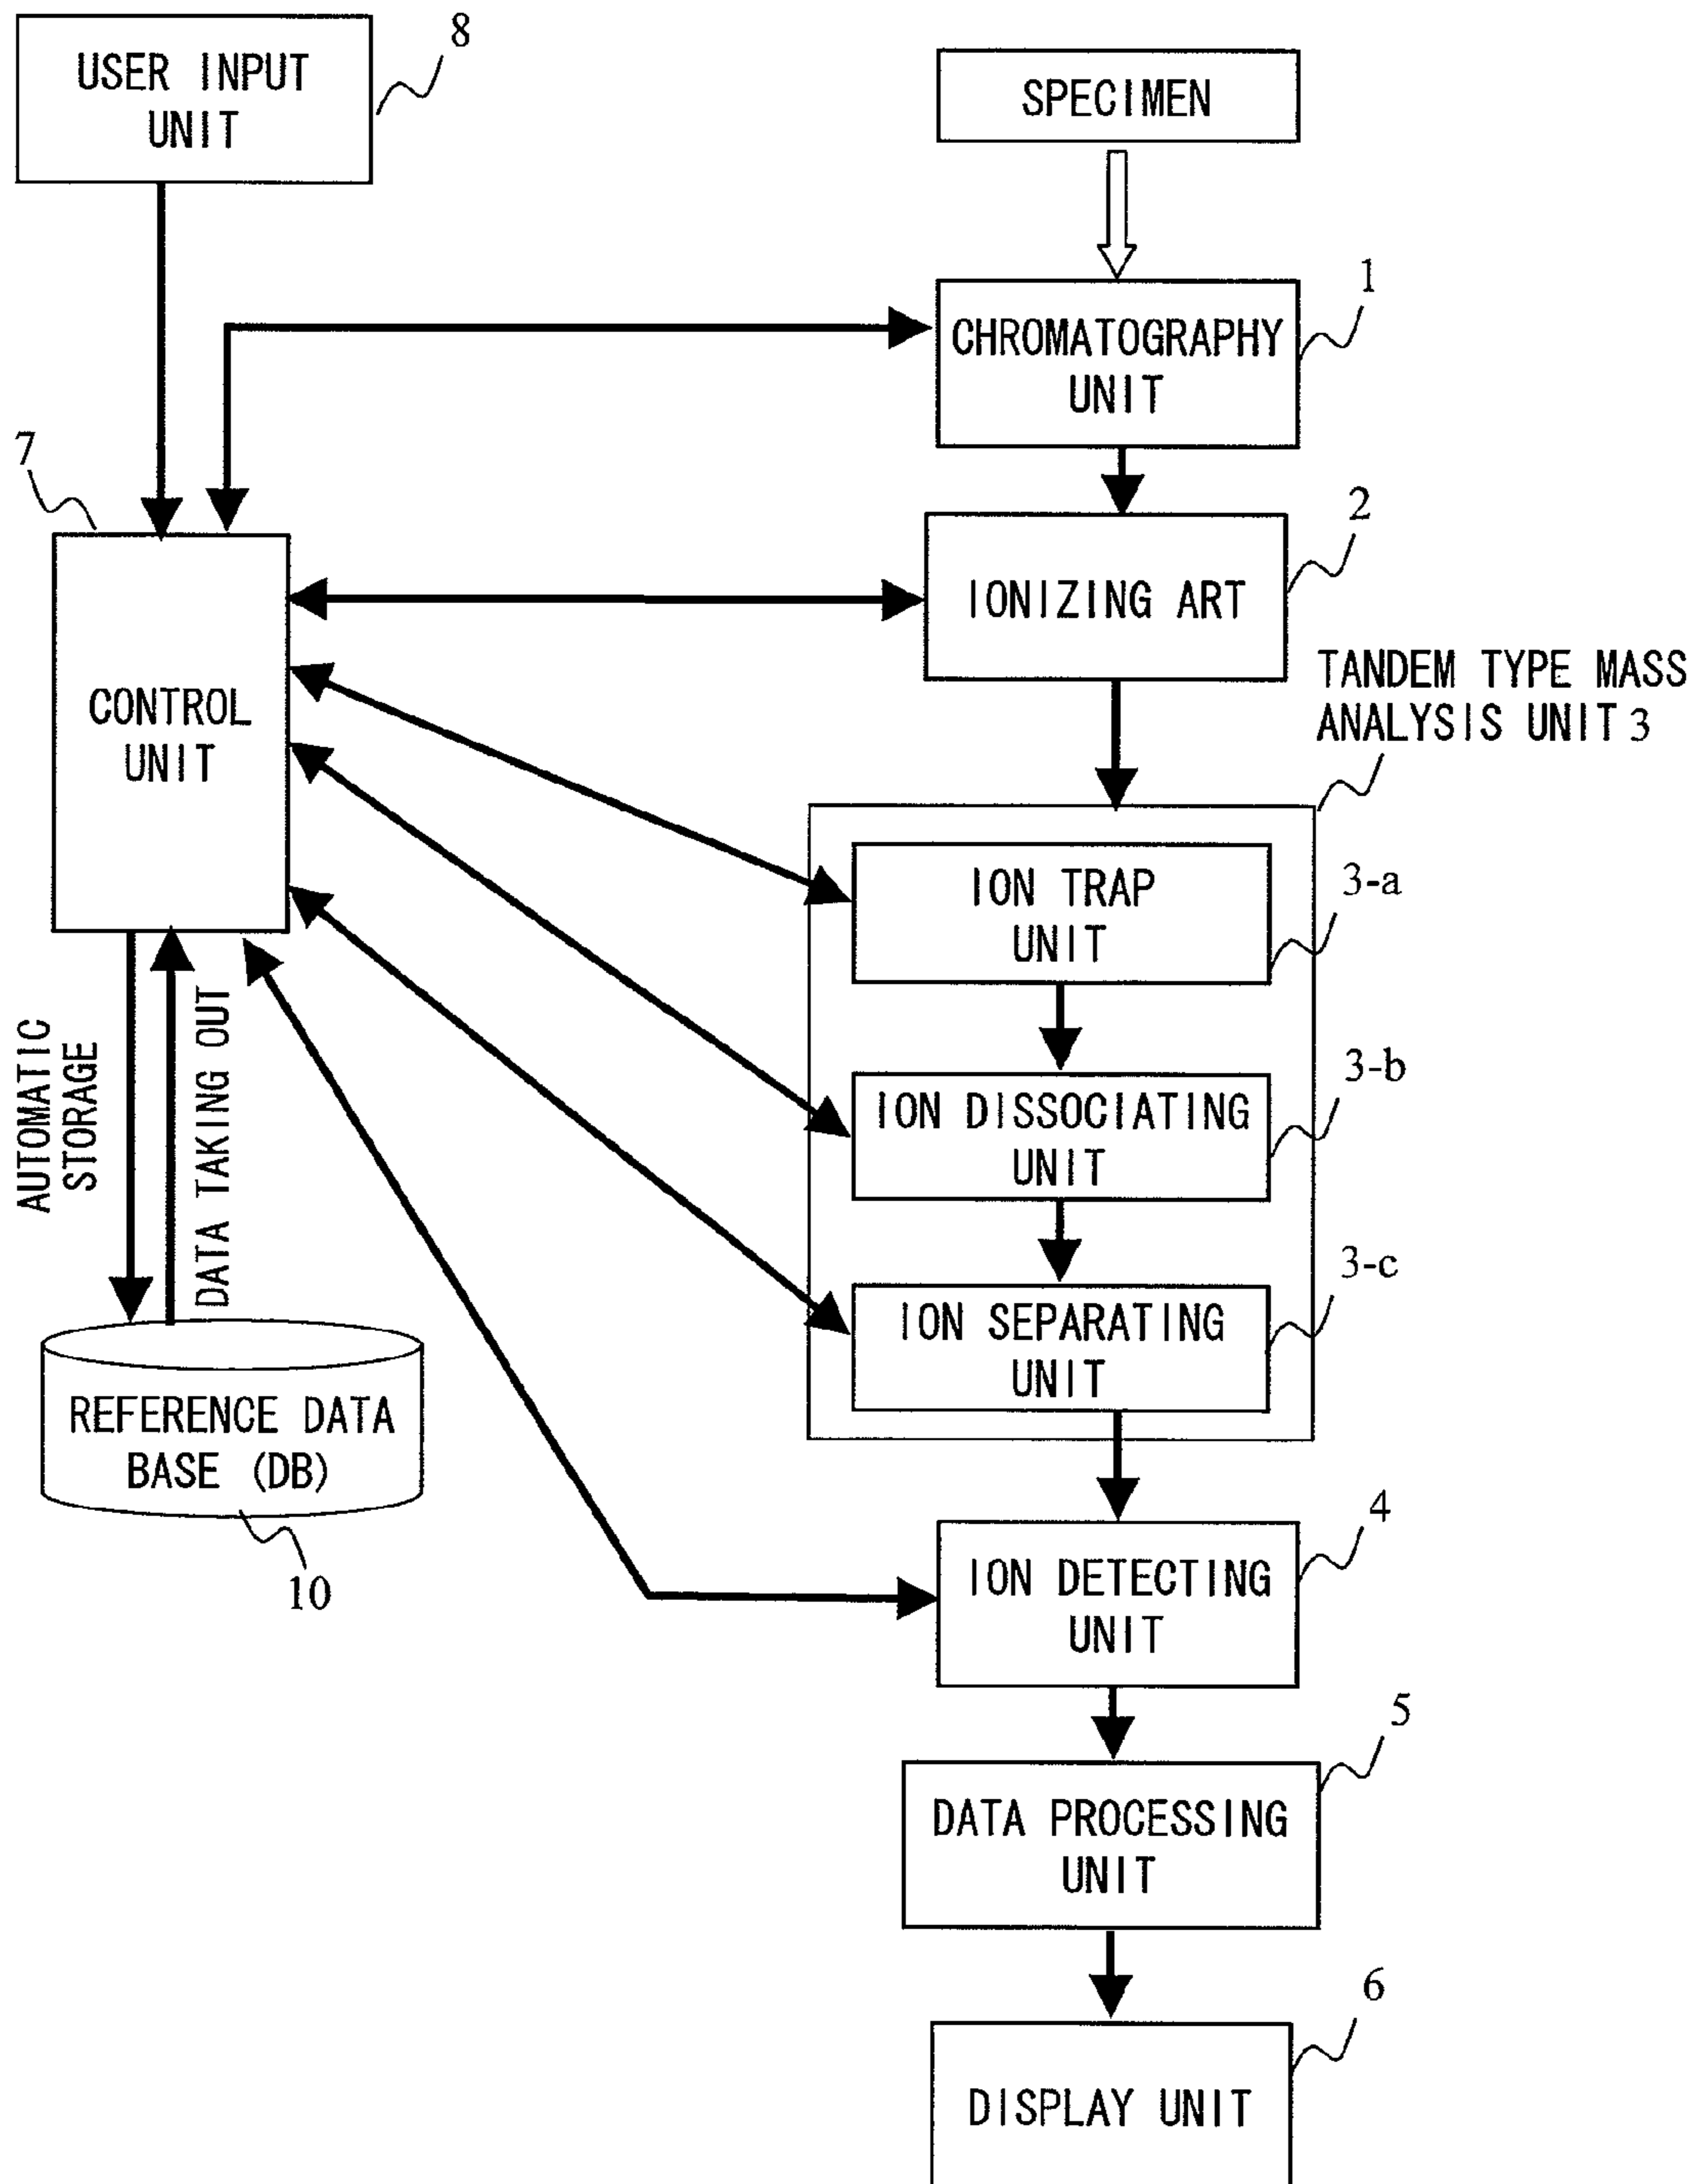 USER INPUT
UNIT
8
SPECIMEN
1
CHROMATOGRAPHY
UNIT
7
2
IONIZING ART
CONTROL
UNIT
TANDEM TYPE MASS
ANALYSIS UNIT 3
ION TRAP
UNIT
3-a
AUTOMATIC
STORAGE
DATA TAKING OUT
ION DISSOCIATING
UNIT
3-b
ION SEPARATING
UNIT
3-c
REFERENCE DATA
BASE (DB)
10
ION DETECTING
UNIT
4
DATA PROCESSING
UNIT
5
6
DISPLAY UNIT